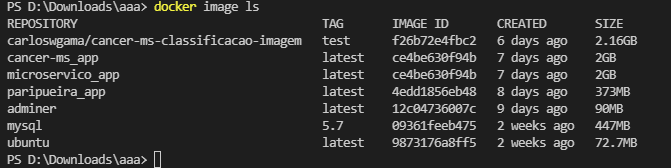 PS D:\Downloads\aaa> docker image ls
REPOSITORY TAG IMAGE ID CREATED SIZE
carloswgama/cancer-ms-classificacao-imagem test f26b72e4fbc2 6 days ago 2.16GB
cancer-ms_app latest ce4be630f94b 7 days ago 2GB
microservico_app latest ce4be630f94b 7 days ago 2GB
paripueira_app latest 4edd1856eb48 8 days ago 373MB
adminer latest 12c04736007c 9 days ago 90MB
mysql 5.7 09361feeb475 2 weeks ago 447MB
ubuntu latest 9873176a8ff5 2 weeks ago 72.7MB
PS D:\Downloads\aaa>